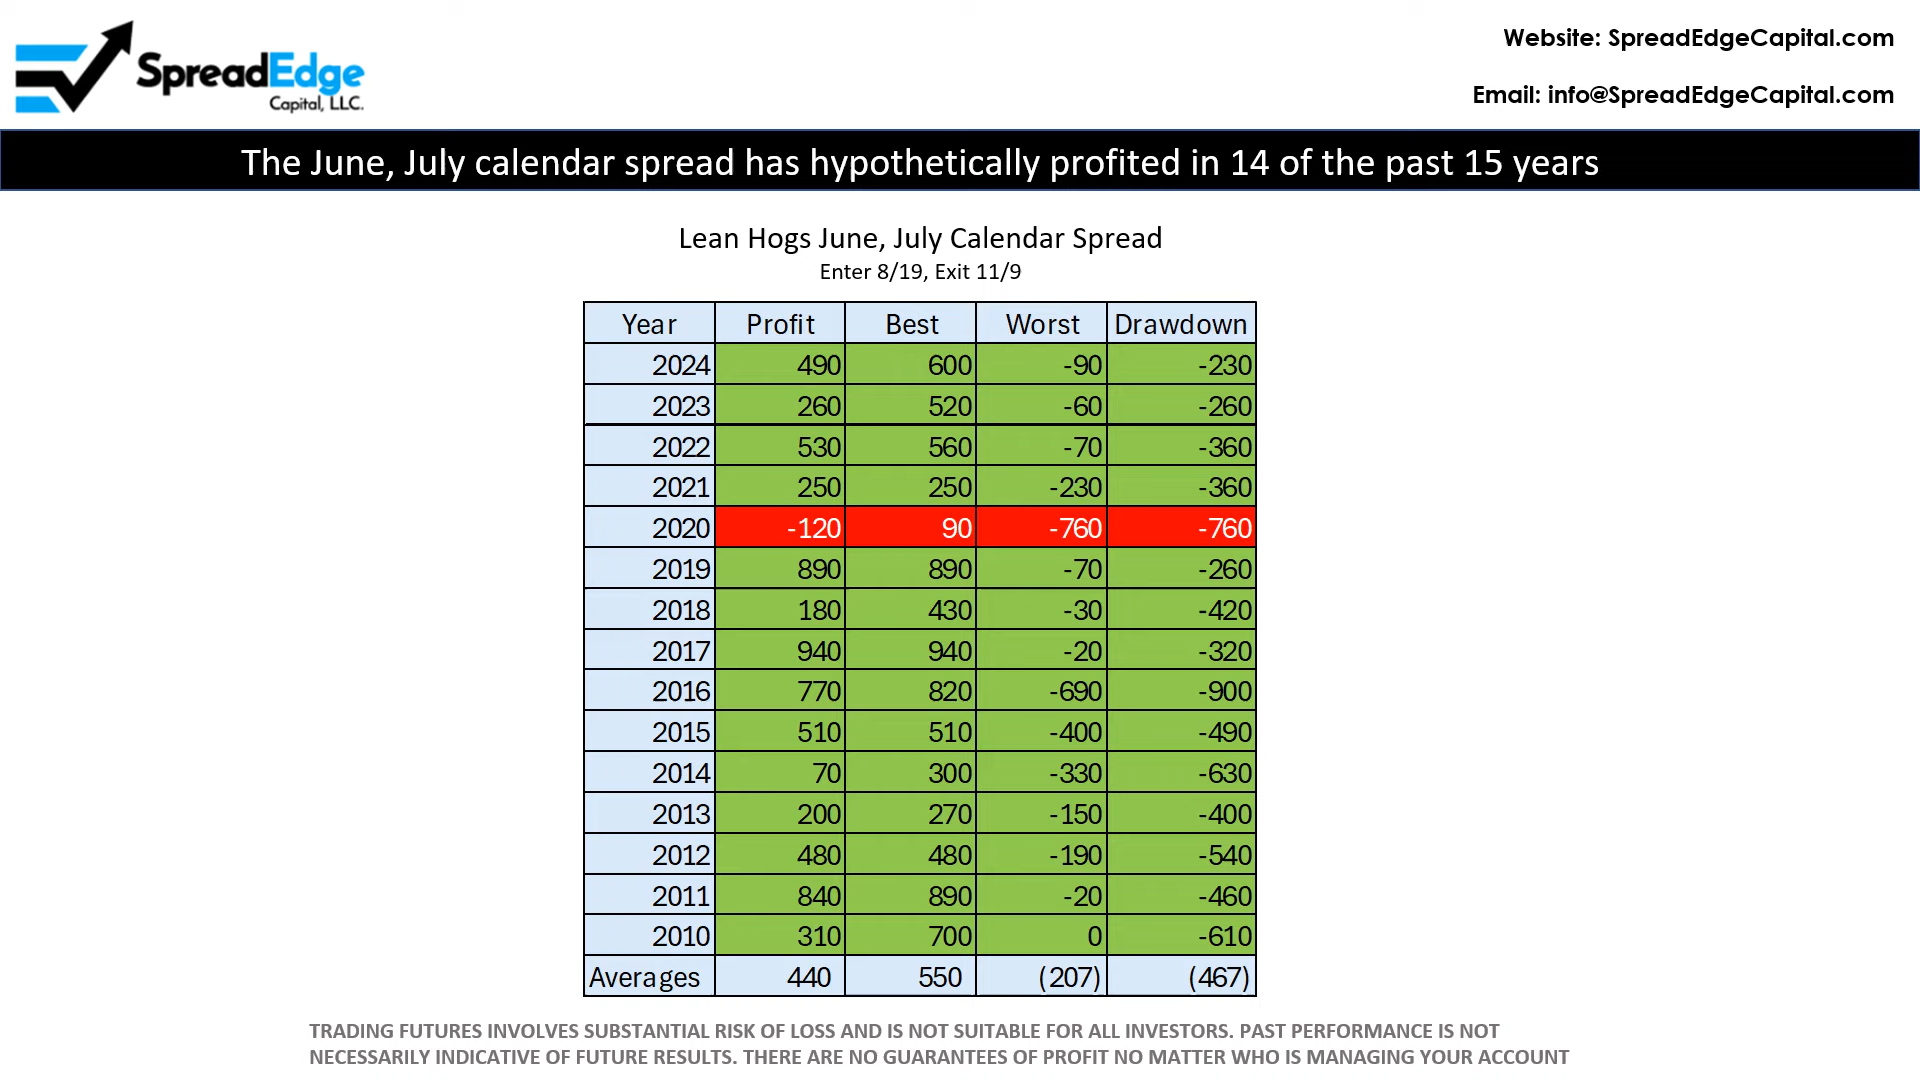 SpreadEdge
Capital, LLC.
Website: SpreadEdgeCapital.com
Email: info@SpreadEdgeCapital.com
The June, July calendar spread has hypothetically profited in 14 of the past 15 years
Lean Hogs June, July Calendar Spread
Enter 8/19, Exit 11/9
Year Profit Best Worst Drawdown
2024 490 600 -90 -230
2023 260 520 -60 -260
2022 530 560 -70 -360
2021 250 250 -230 -360
2020 -120 90 -760 -760
2019 890 890 -70 -260
2018 180 430 -30 -420
2017 940 940 -20 -320
2016 770 820 -690 -900
2015 510 510 -400 -490
2014 70 300 -330 -630
2013 200 270 -150 -400
2012 480 480 -190 -540
2011 840 890 -20 -460
2010 310 700 0 -610
Averages 440 550 (207) (467)
TRADING FUTURES INVOLVES SUBSTANTIAL RISK OF LOSS AND IS NOT SUITABLE FOR ALL INVESTORS. PAST PERFORMANCE IS NOT
NECESSARILY INDICATIVE OF FUTURE RESULTS. THERE ARE NO GUARANTEES OF PROFIT NO MATTER WHO IS MANAGING YOUR ACCOUNT